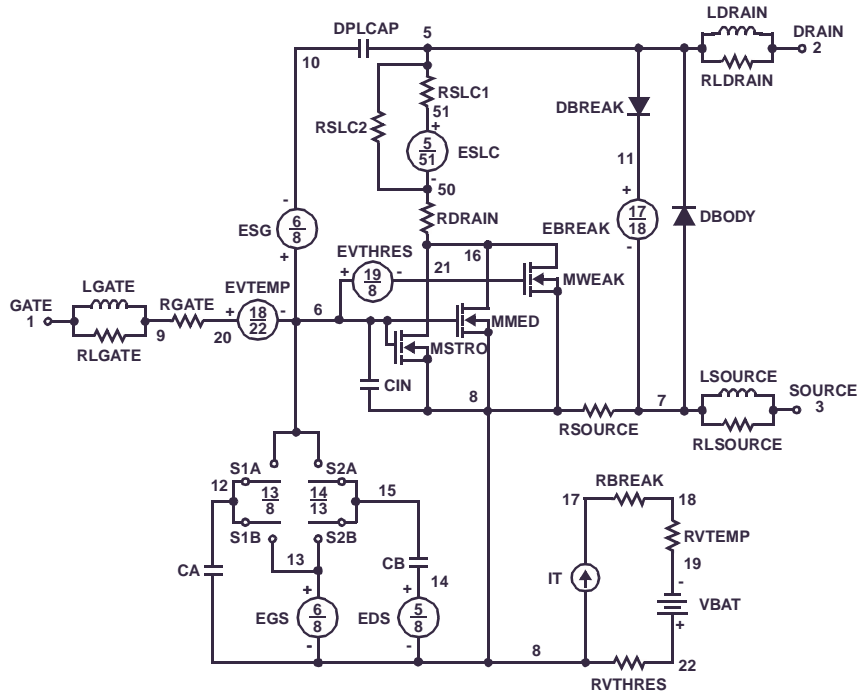 LDRAIN
DPLCAP
5
DRAIN
2
10
RLDRAIN
RSLC1
51
+
RSLC2
5
51
ESLC
-
50
DBREAK
11
+
17
18
EBREAK
-
DBODY
RDRAIN
-
6
8
ESG
+
EVTHRES
+
19
8
-
21
16
MWEAK
LGATE
EVTEMP
GATE
1
RGATE
+
18
22
-
6
MMED
9
20
RLGATE
MSTRO
CIN
8
LSOURCE
7
SOURCE
3
RSOURCE
RLSOURCE
S1A
S2A
12
13
8
14
13
15
S1B
S2B
13
RBREAK
17
18
RVTEMP
19
CA
CB
14
IT
-
VBAT
+
+
6
8
EGS
-
+
5
8
EDS
-
8
22
RVTHRES